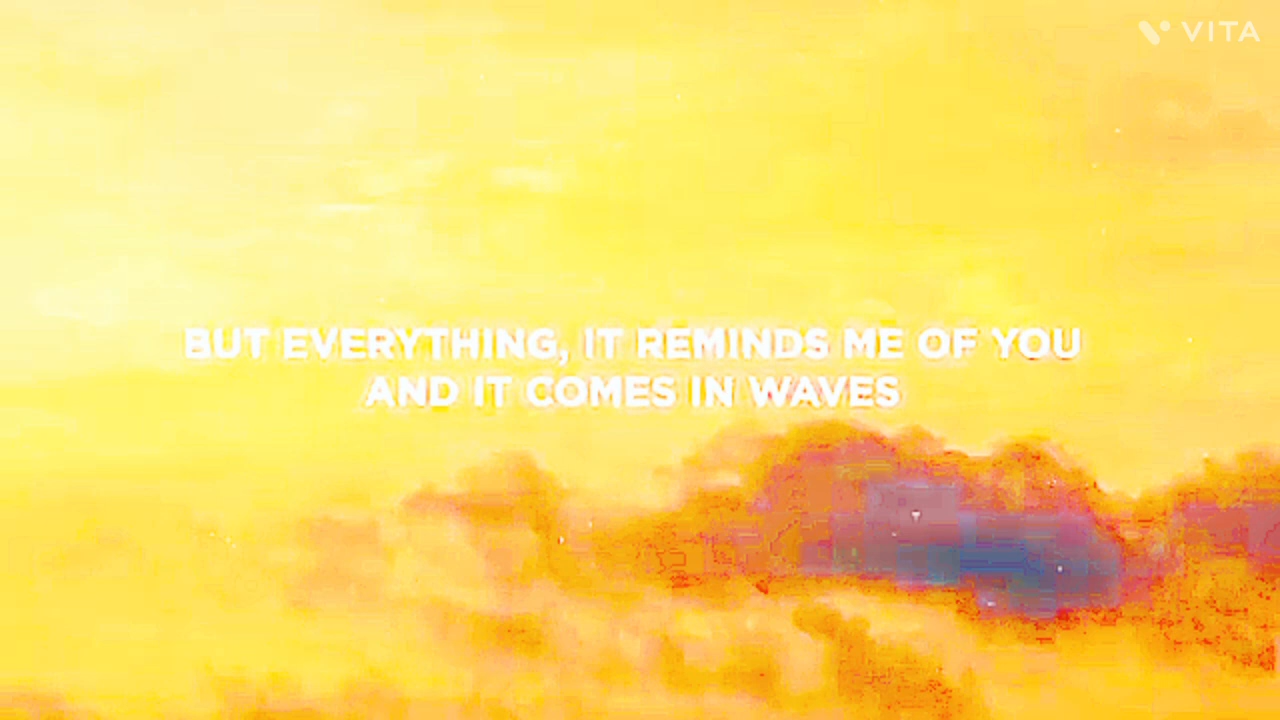 VITA
BUT EVERYTHING, IT REMINDS ME OF YOU
AND IT COMES IN WAVES